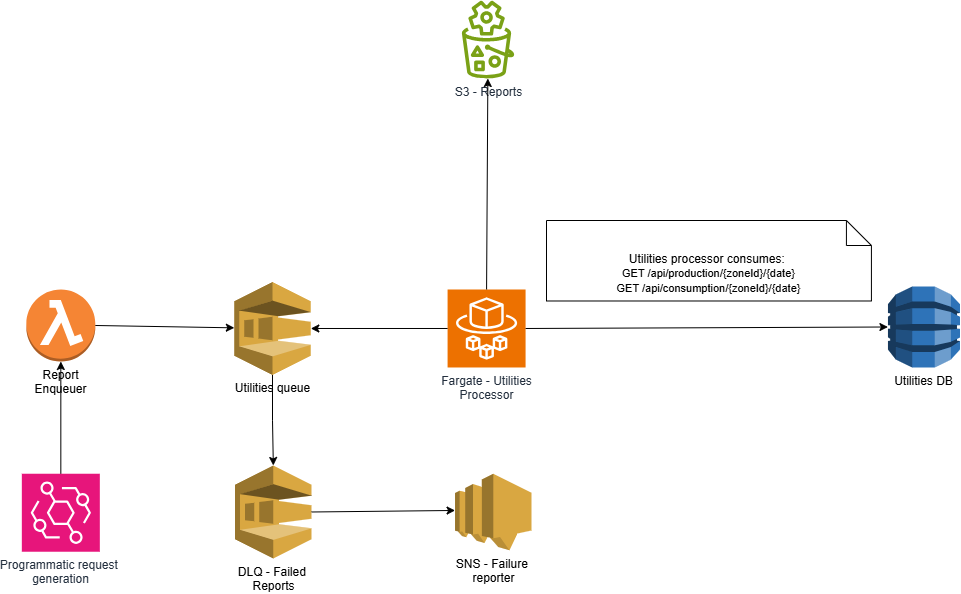 S3 - Reports
Utilities processor consumes:
GET /api/production/{zoneId}/{date}
GET /api/consumption/{zoneId}/{date}
Report
Enqueuer
Utilities queue
Fargate - Utilities
Processor
Utilities DB
Programmatic request
generation
DLQ - Failed
Reports
SNS - Failure
reporter